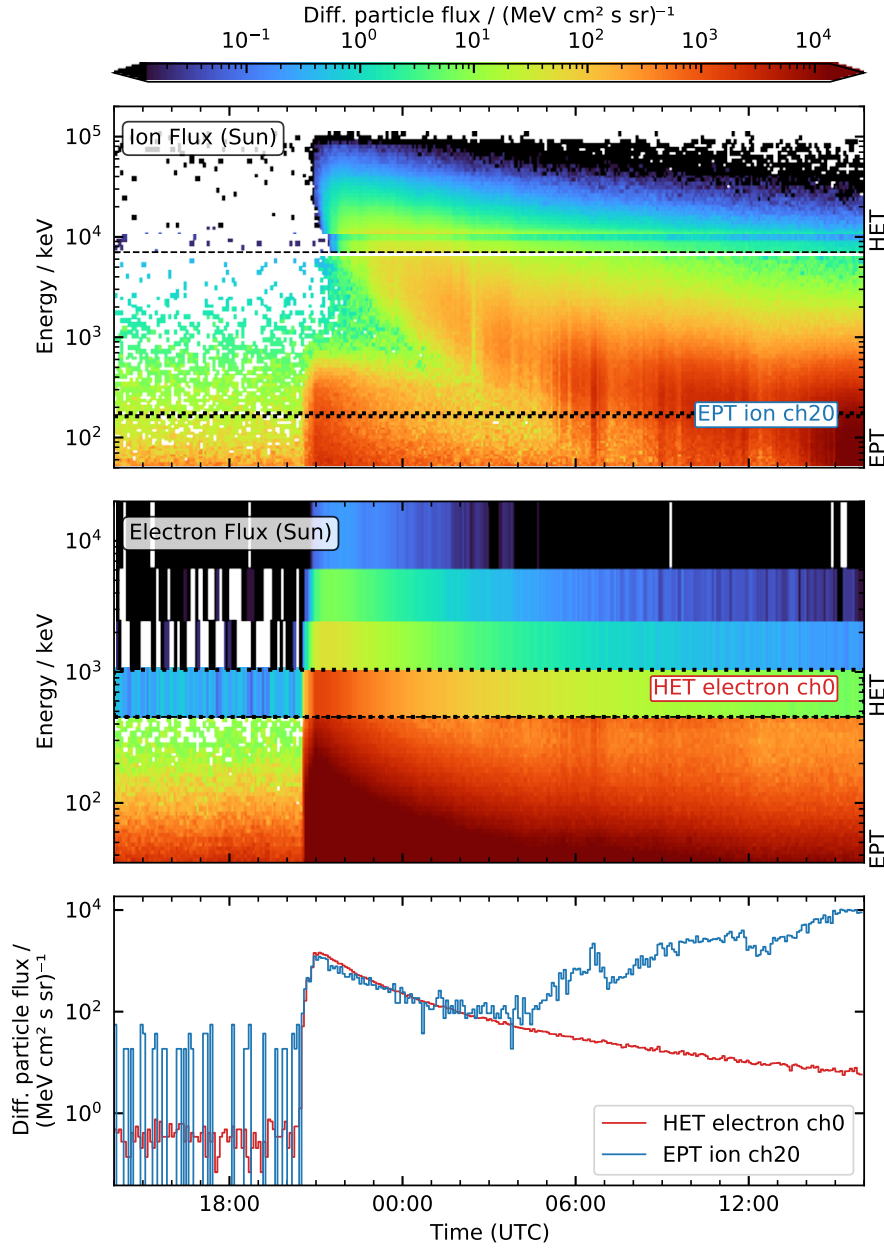 Diff. particle flux / (MeV cm² s sr)⁻¹
10⁻¹ 10⁰ 10¹ 10² 10³ 10⁴
Ion Flux (Sun)
10⁵
10⁴
10³
10²
Energy / keV
HET
EPT
EPT ion ch20
Electron Flux (Sun)
10⁴
10³
10²
Energy / keV
HET electron ch0
HET
EPT
10⁴
10²
10⁰
Diff. particle flux /
(MeV cm² s sr)⁻¹
HET electron ch0
EPT ion ch20
18:00 00:00 06:00 12:00
Time (UTC)